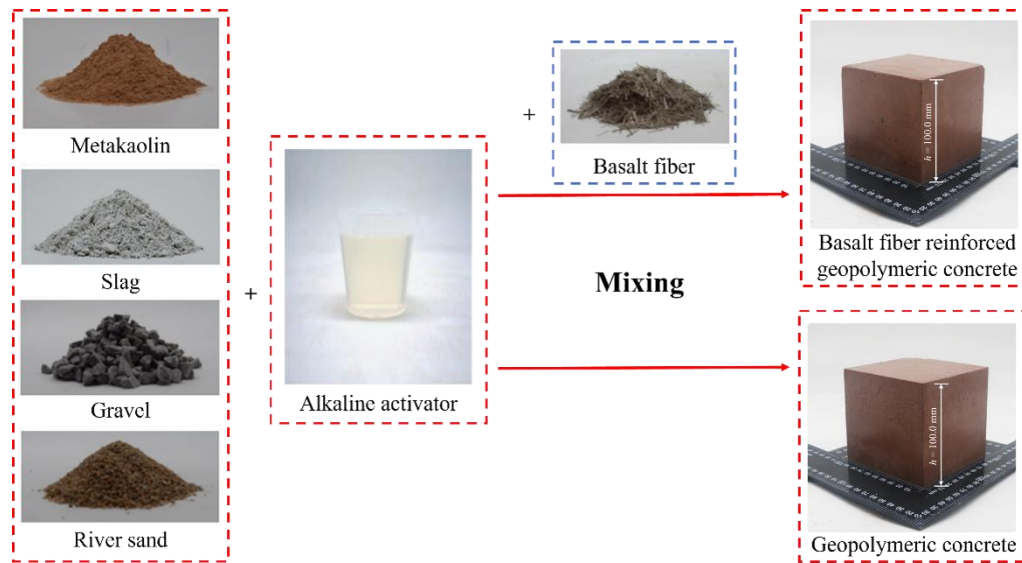 Metakaolin
Slag
Gravel
River sand
+
Alkaline activator
+
Basalt fiber
Mixing
h = 100.0 mm
Basalt fiber reinforced
geopolymeric concrete
h = 100.0 mm
Geopolymeric concrete